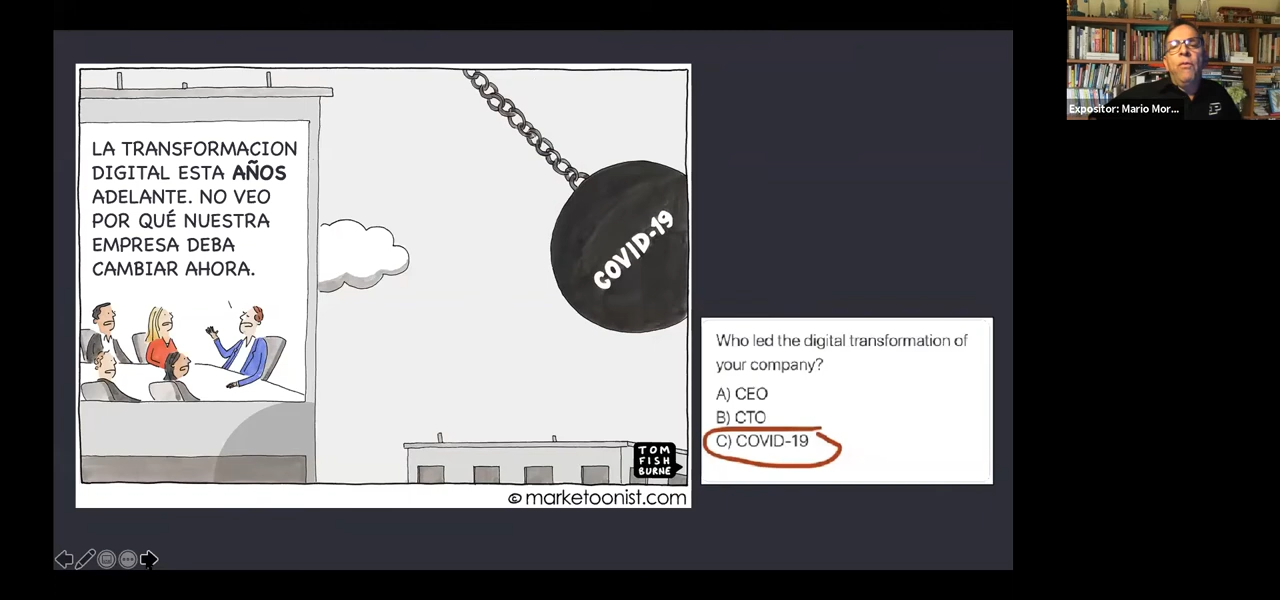 LA TRANSFORMACION
DIGITAL ESTA AÑOS
ADELANTE. NO VEO
POR QUÉ NUESTRA
EMPRESA DEBA
CAMBIAR AHORA.
COVID-19
TOM
FISH
BURNE
© marketoonist.com
Who led the digital transformation of
your company?
A) CEO
B) CTO
C) COVID-19
Expositor: Mario Mor...